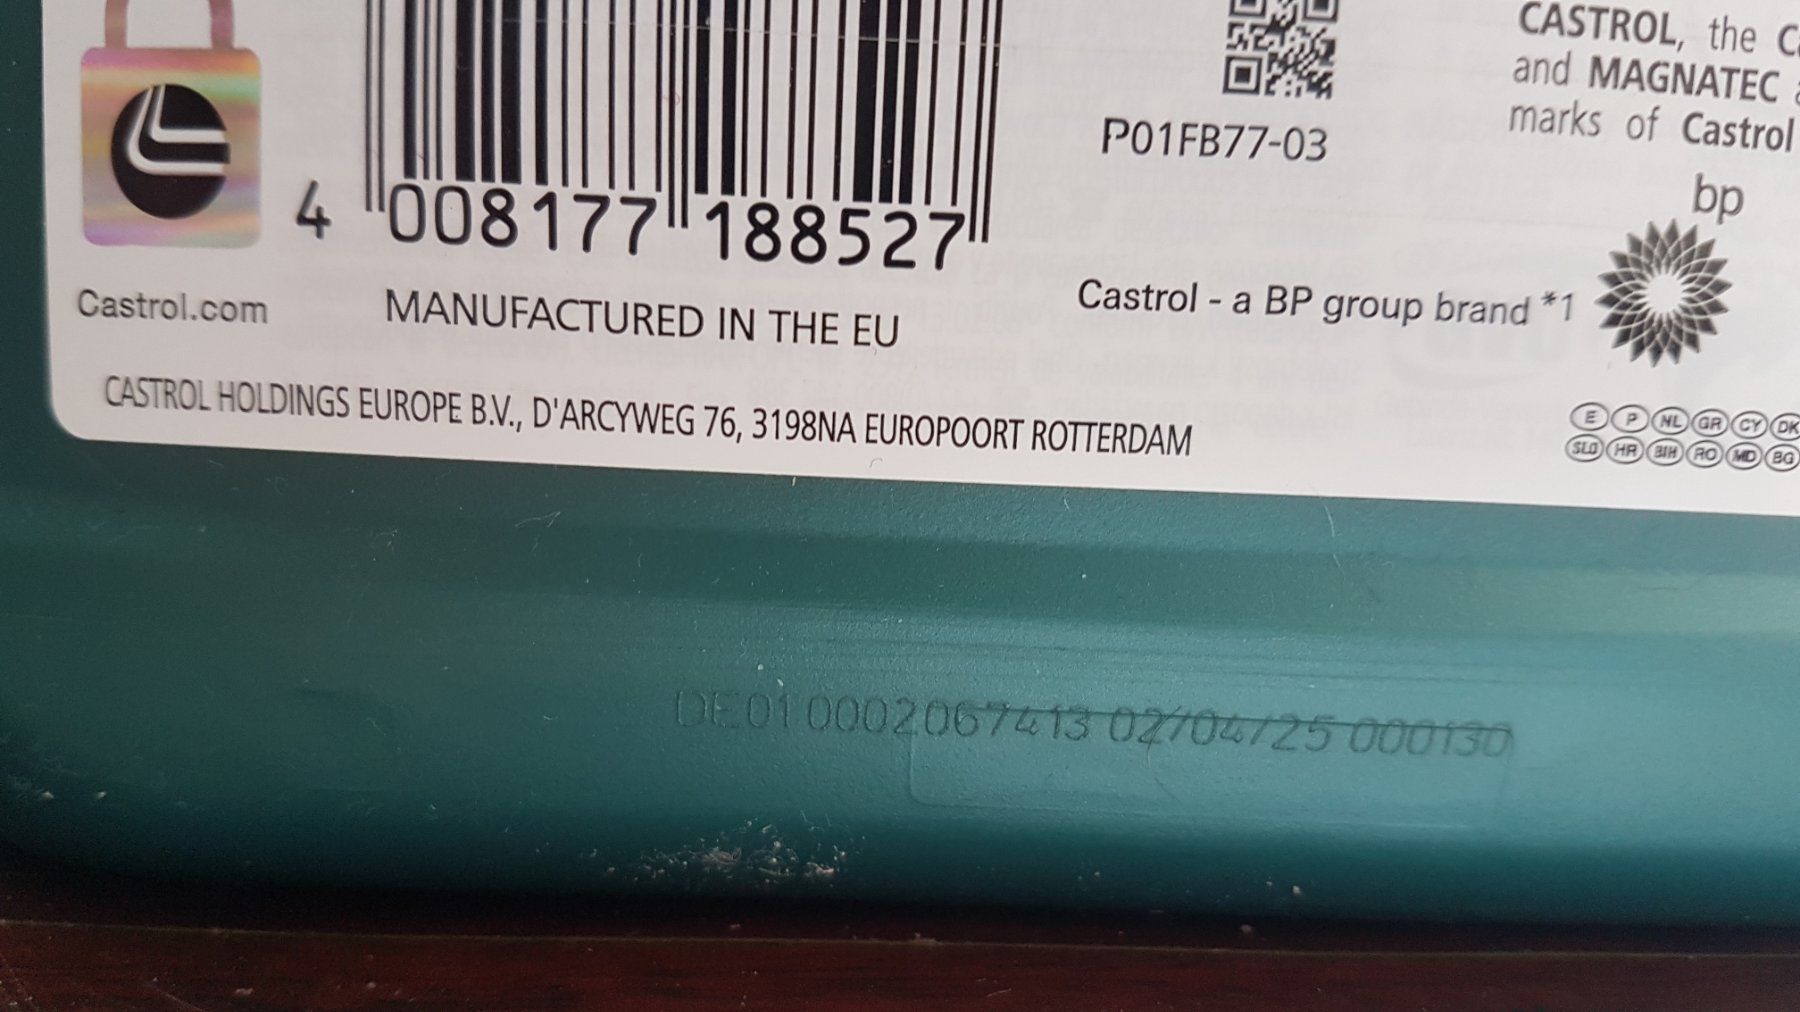 CASTROL, the
and MAGNATEC
marks of Castrol
P01FB77-03
bp
4 008177 188527
Castrol.com
MANUFACTURED IN THE EU
Castrol - a BP group brand *1
CASTROL HOLDINGS EUROPE B.V., D'ARCYWEG 76, 3198NA EUROPOORT ROTTERDAM
E P NL GR CY DK
SLO HR BIH RO MD BG
DE01 0002067413 02/04/25 000130